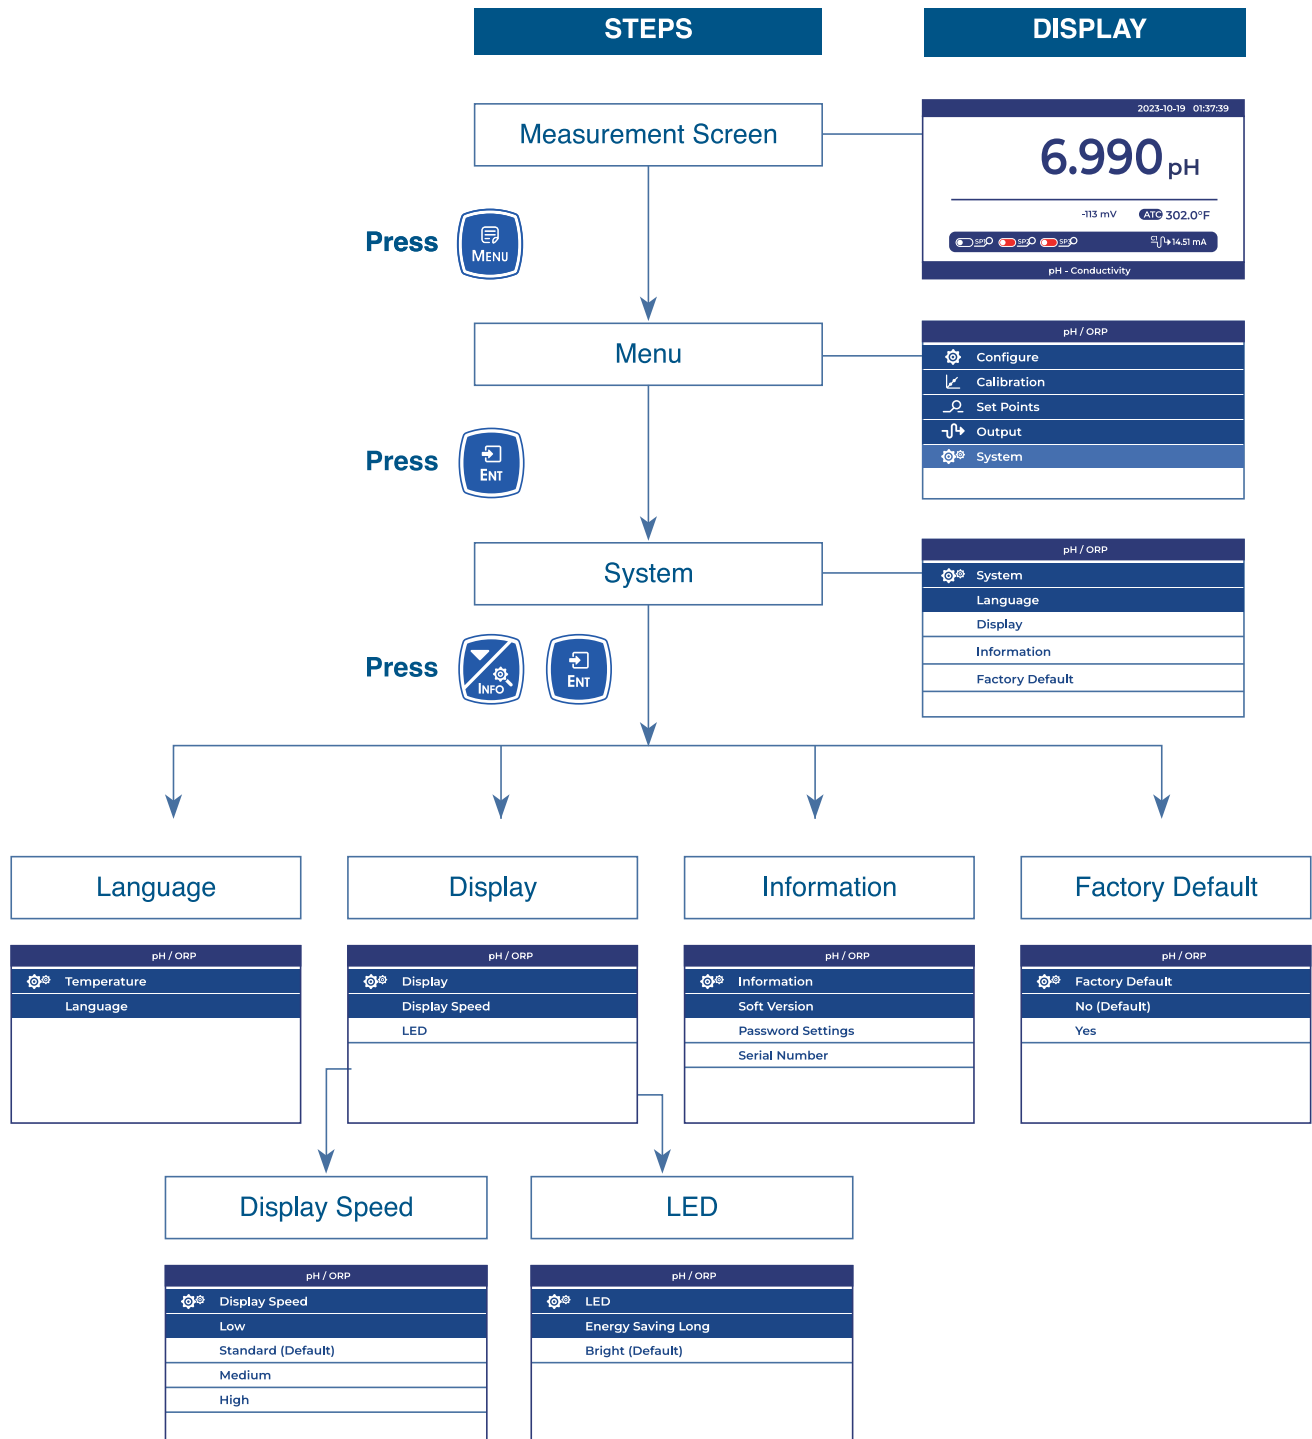 STEPS
DISPLAY
Measurement Screen
2023-10-19 01:37:39
6.990 pH
-113 mV ATC 302.0°F
SP1 SP2 SP3 14.51 mA
pH - Conductivity
Press
MENU
Menu
pH / ORP
Configure
Calibration
Set Points
Output
System
Press
ENT
System
pH / ORP
System
Language
Display
Information
Factory Default
Press
INFO
ENT
Language
Display
Information
Factory Default
pH / ORP
Temperature
Language
pH / ORP
Display
Display Speed
LED
pH / ORP
Information
Soft Version
Password Settings
Serial Number
pH / ORP
Factory Default
No (Default)
Yes
Display Speed
LED
pH / ORP
Display Speed
Low
Standard (Default)
Medium
High
pH / ORP
LED
Energy Saving Long
Bright (Default)